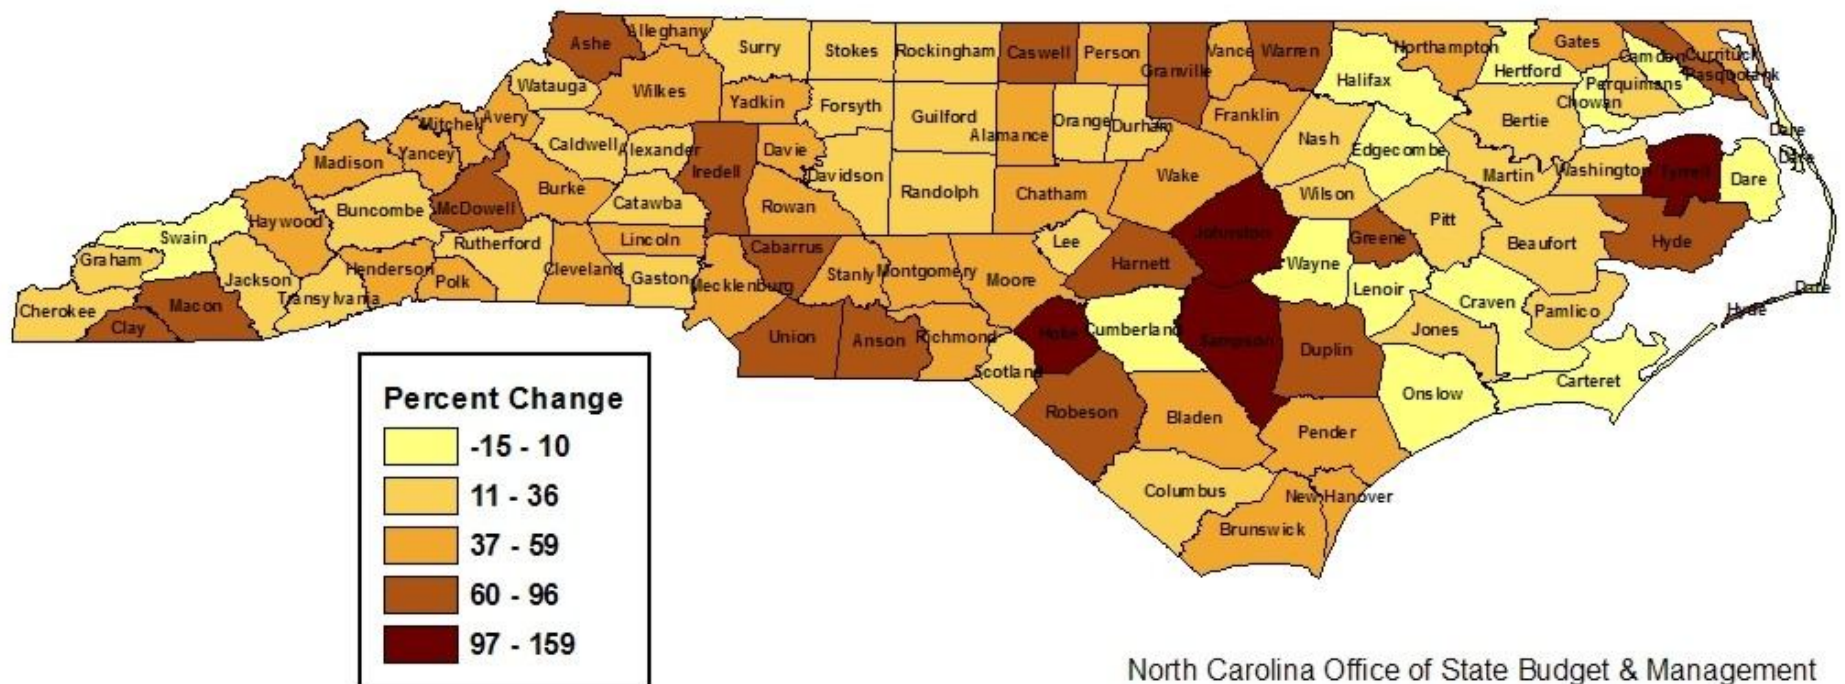 Ashe
Alleghany
Surry
Stokes
Rockingham
Caswell
Person
Granville
Vance
Warren
Northampton
Gates
Camden
Currituck
Pasquotank
Perquimans
Hertford
Halifax
Chowan
Bertie
Watauga
Wilkes
Yadkin
Forsyth
Guilford
Alamance
Orange
Durham
Franklin
Nash
Edgecombe
Martin
Washington
Tyrrell
Dare
Dare
Dare
Mitchell
Avery
Caldwell
Alexander
Iredell
Davie
Davidson
Randolph
Chatham
Wake
Wilson
Madison
Yancey
McDowell
Burke
Catawba
Rowan
Johnston
Greene
Pitt
Beaufort
Hyde
Swain
Haywood
Buncombe
Rutherford
Lincoln
Cabarrus
Stanly
Montgomery
Moore
Lee
Harnett
Wayne
Lenoir
Craven
Pamlico
Graham
Jackson
Henderson
Polk
Cleveland
Gaston
Mecklenburg
Cherokee
Clay
Macon
Transylvania
Union
Anson
Richmond
Scotland
Hoke
Cumberland
Sampson
Duplin
Jones
Carteret
Onslow
Dare
Hyde
Robeson
Bladen
Pender
Columbus
New Hanover
Brunswick
Percent Change
-15 - 10
11 - 36
37 - 59
60 - 96
97 - 159
North Carolina Office of State Budget & Management